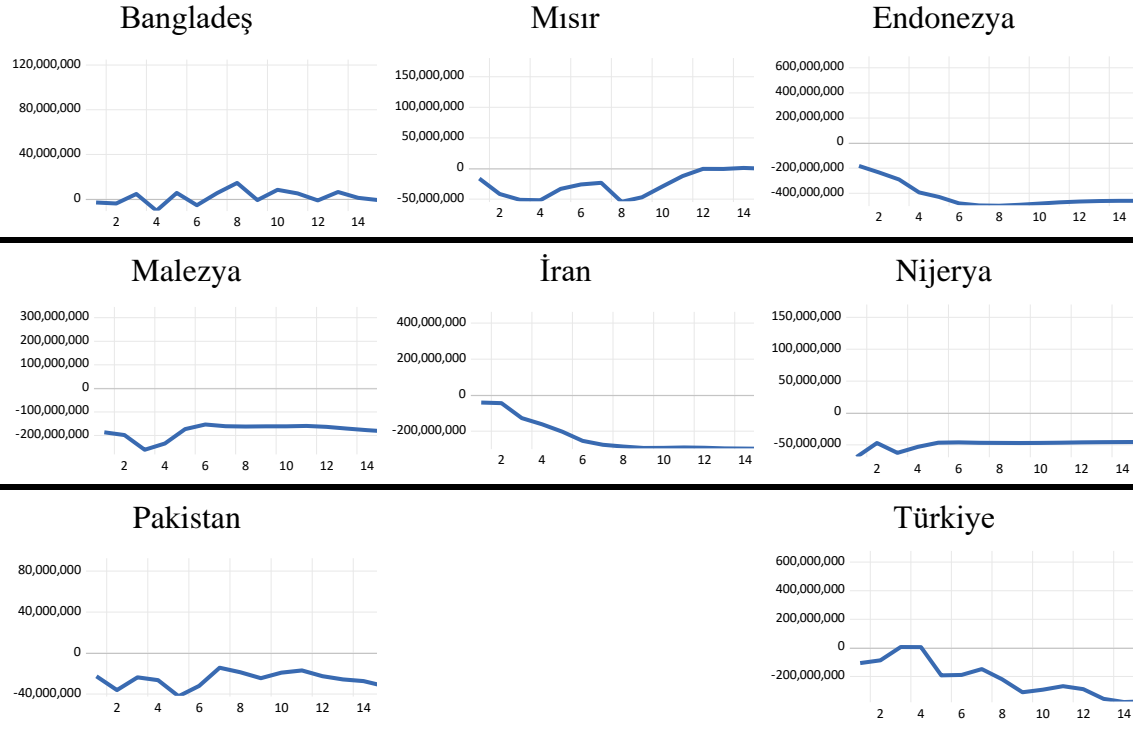 Bangladeş
120,000,000
80,000,000
40,000,000
0
2 4 6 8 10 12 14
Mısır
150,000,000
100,000,000
50,000,000
0
-50,000,000
2 4 6 8 10 12 14
Endonezya
600,000,000
400,000,000
200,000,000
0
-200,000,000
-400,000,000
2 4 6 8 10 12 14
Malezya
300,000,000
200,000,000
100,000,000
0
-100,000,000
-200,000,000
2 4 6 8 10 12 14
İran
400,000,000
200,000,000
0
-200,000,000
2 4 6 8 10 12 14
Nijerya
150,000,000
100,000,000
50,000,000
0
-50,000,000
2 4 6 8 10 12 14
Pakistan
80,000,000
40,000,000
0
-40,000,000
2 4 6 8 10 12 14
Türkiye
600,000,000
400,000,000
200,000,000
0
-200,000,000
2 4 6 8 10 12 14